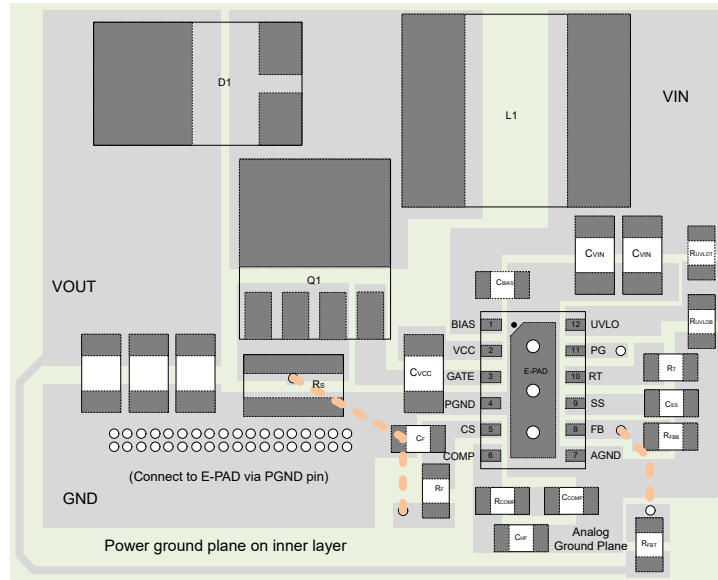 D1
L1
VIN
CVIN
CVIN
RUVLOT
CBIAS
VOUT
Q1
RUVLOB
BIAS 1
12 UVLO
VCC 2
11 PG
GATE 3
E-PAD
10 RT
PGND 4
9 SS
CS 5
8 FB
COMP 6
7 AGND
CVCC
RS
RT
CSS
RFBB
CF
(Connect to E-PAD via PGND pin)
RF
GND
RCOMP
CCOMP
CHF
Analog
Ground Plane
RFBT
Power ground plane on inner layer